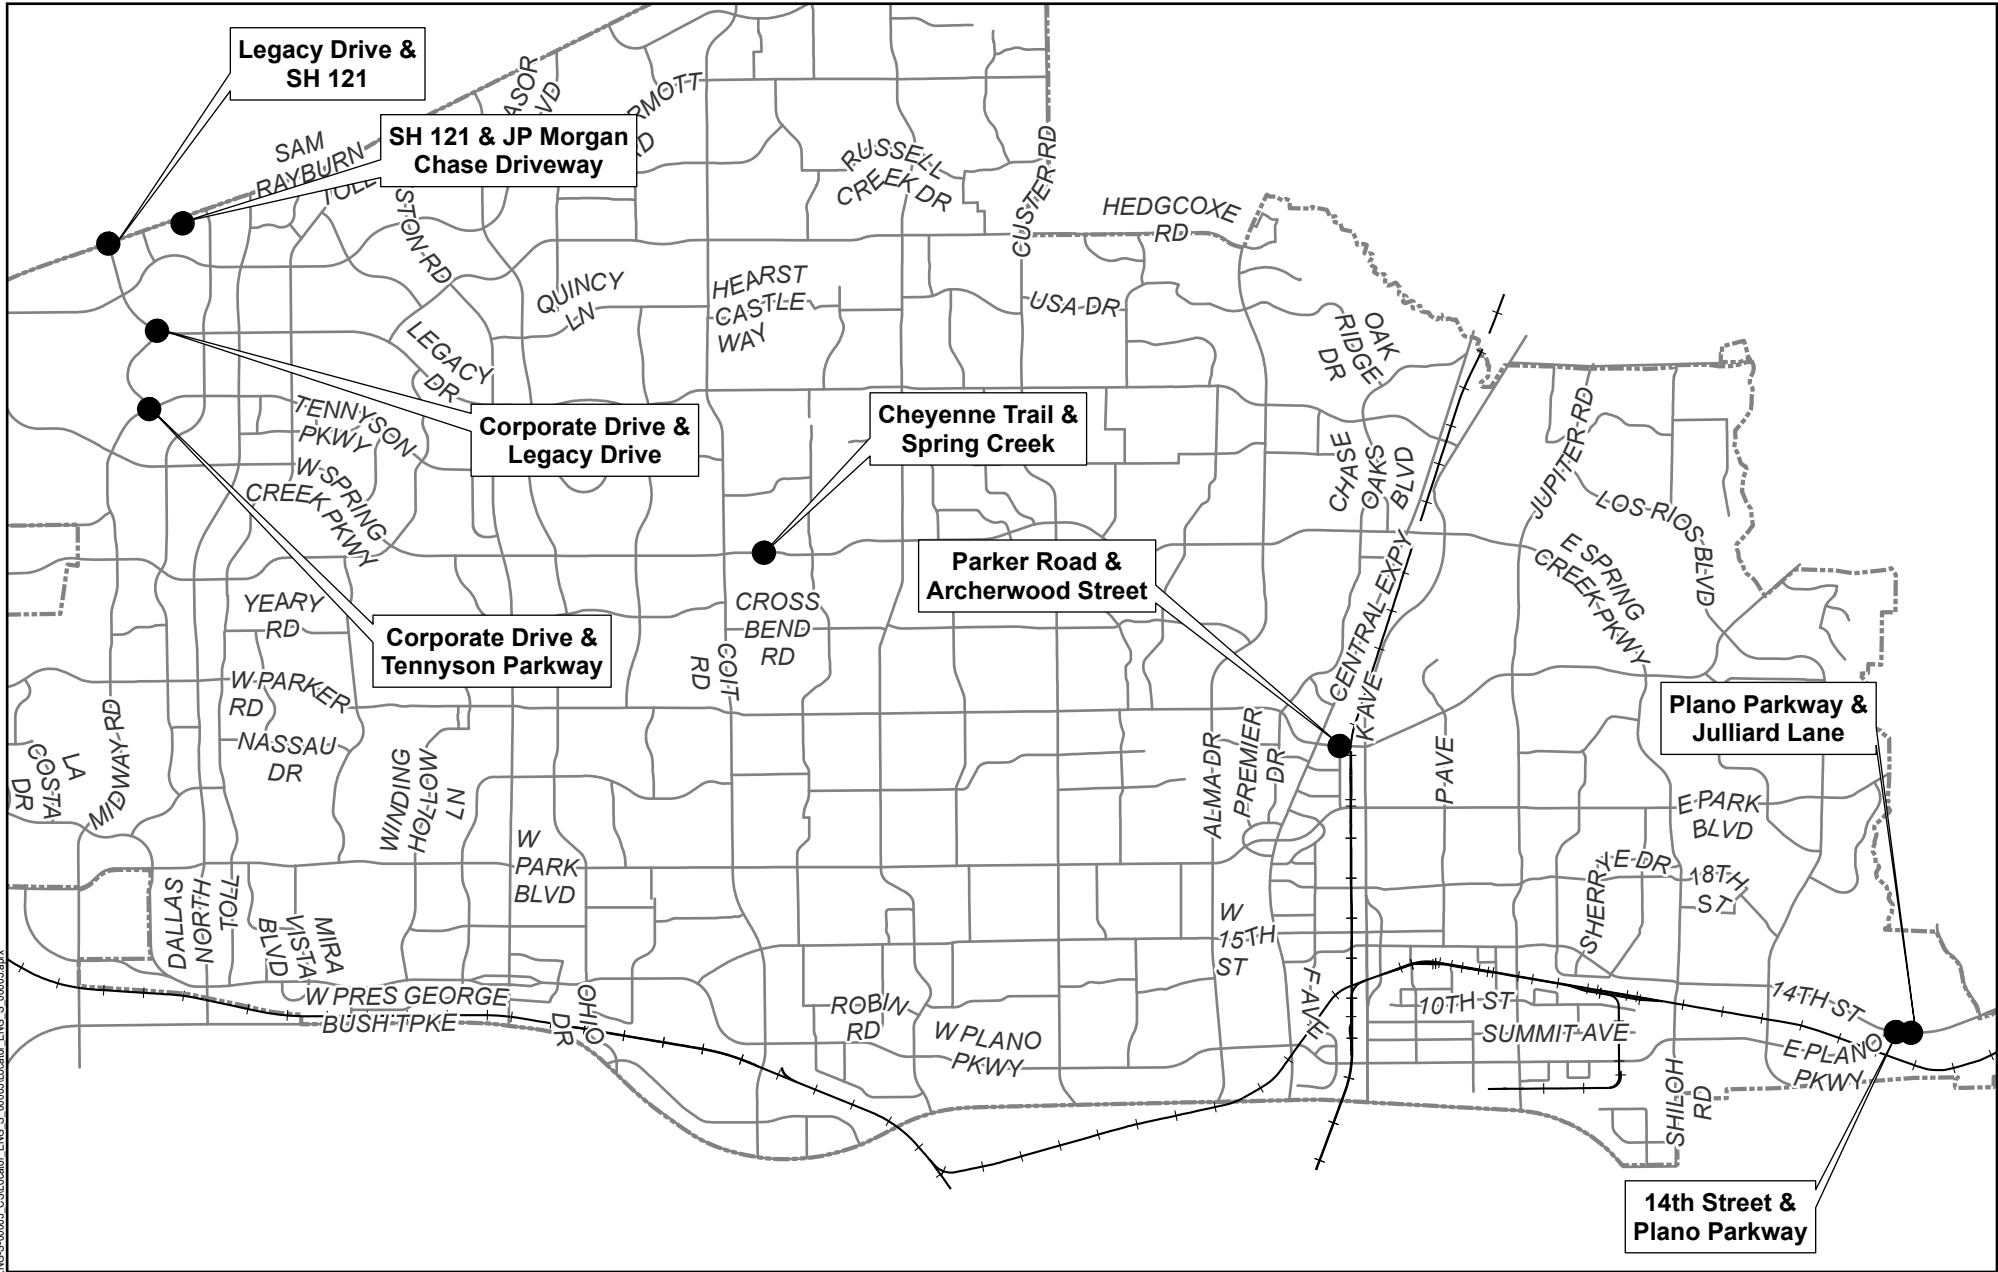 Legacy Drive &
SH 121
SH 121 & JP Morgan
Chase Driveway
SAM
RAYBURN
TOLL
RUSSELL
CREEK DR
CUSTER RD
HEDGCOXE
RD
QUINCY
LN
HEARST
CASTLE
WAY
USA DR
OAK
RIDGE
DR
LEGACY
DR
TENNYSON
PKWY
Corporate Drive &
Legacy Drive
Cheyenne Trail &
Spring Creek
W SPRING
CREEK PKWY
CHASE
OAKS
BLVD
JUPITER RD
LOS RIOS BLVD
E SPRING
CREEK PKWY
Parker Road &
Archerwood Street
CENTRAL EXPY
YEARY
RD
Corporate Drive &
Tennyson Parkway
CROSS
BEND
RD
COIT
RD
W PARKER
RD
NASSAU
DR
MIDWAY RD
LA
COSTA
DR
WINDING
HOLLOW
LN
K AVE
P AVE
ALMA DR
PREMIER
DR
Plano Parkway &
Julliard Lane
E PARK
BLVD
W
PARK
BLVD
SHERRYE DR
18TH
ST
DALLAS
NORTH
TOLL
MIRA
VISTA
BLVD
W
15TH
ST
W PRES GEORGE
BUSH TPKE
OHIO
DR
ROBIN
RD
W PLANO
PKWY
F AVE
10TH ST
SUMMIT AVE
14TH ST
E PLANO
PKWY
SHILOH
RD
14th Street &
Plano Parkway